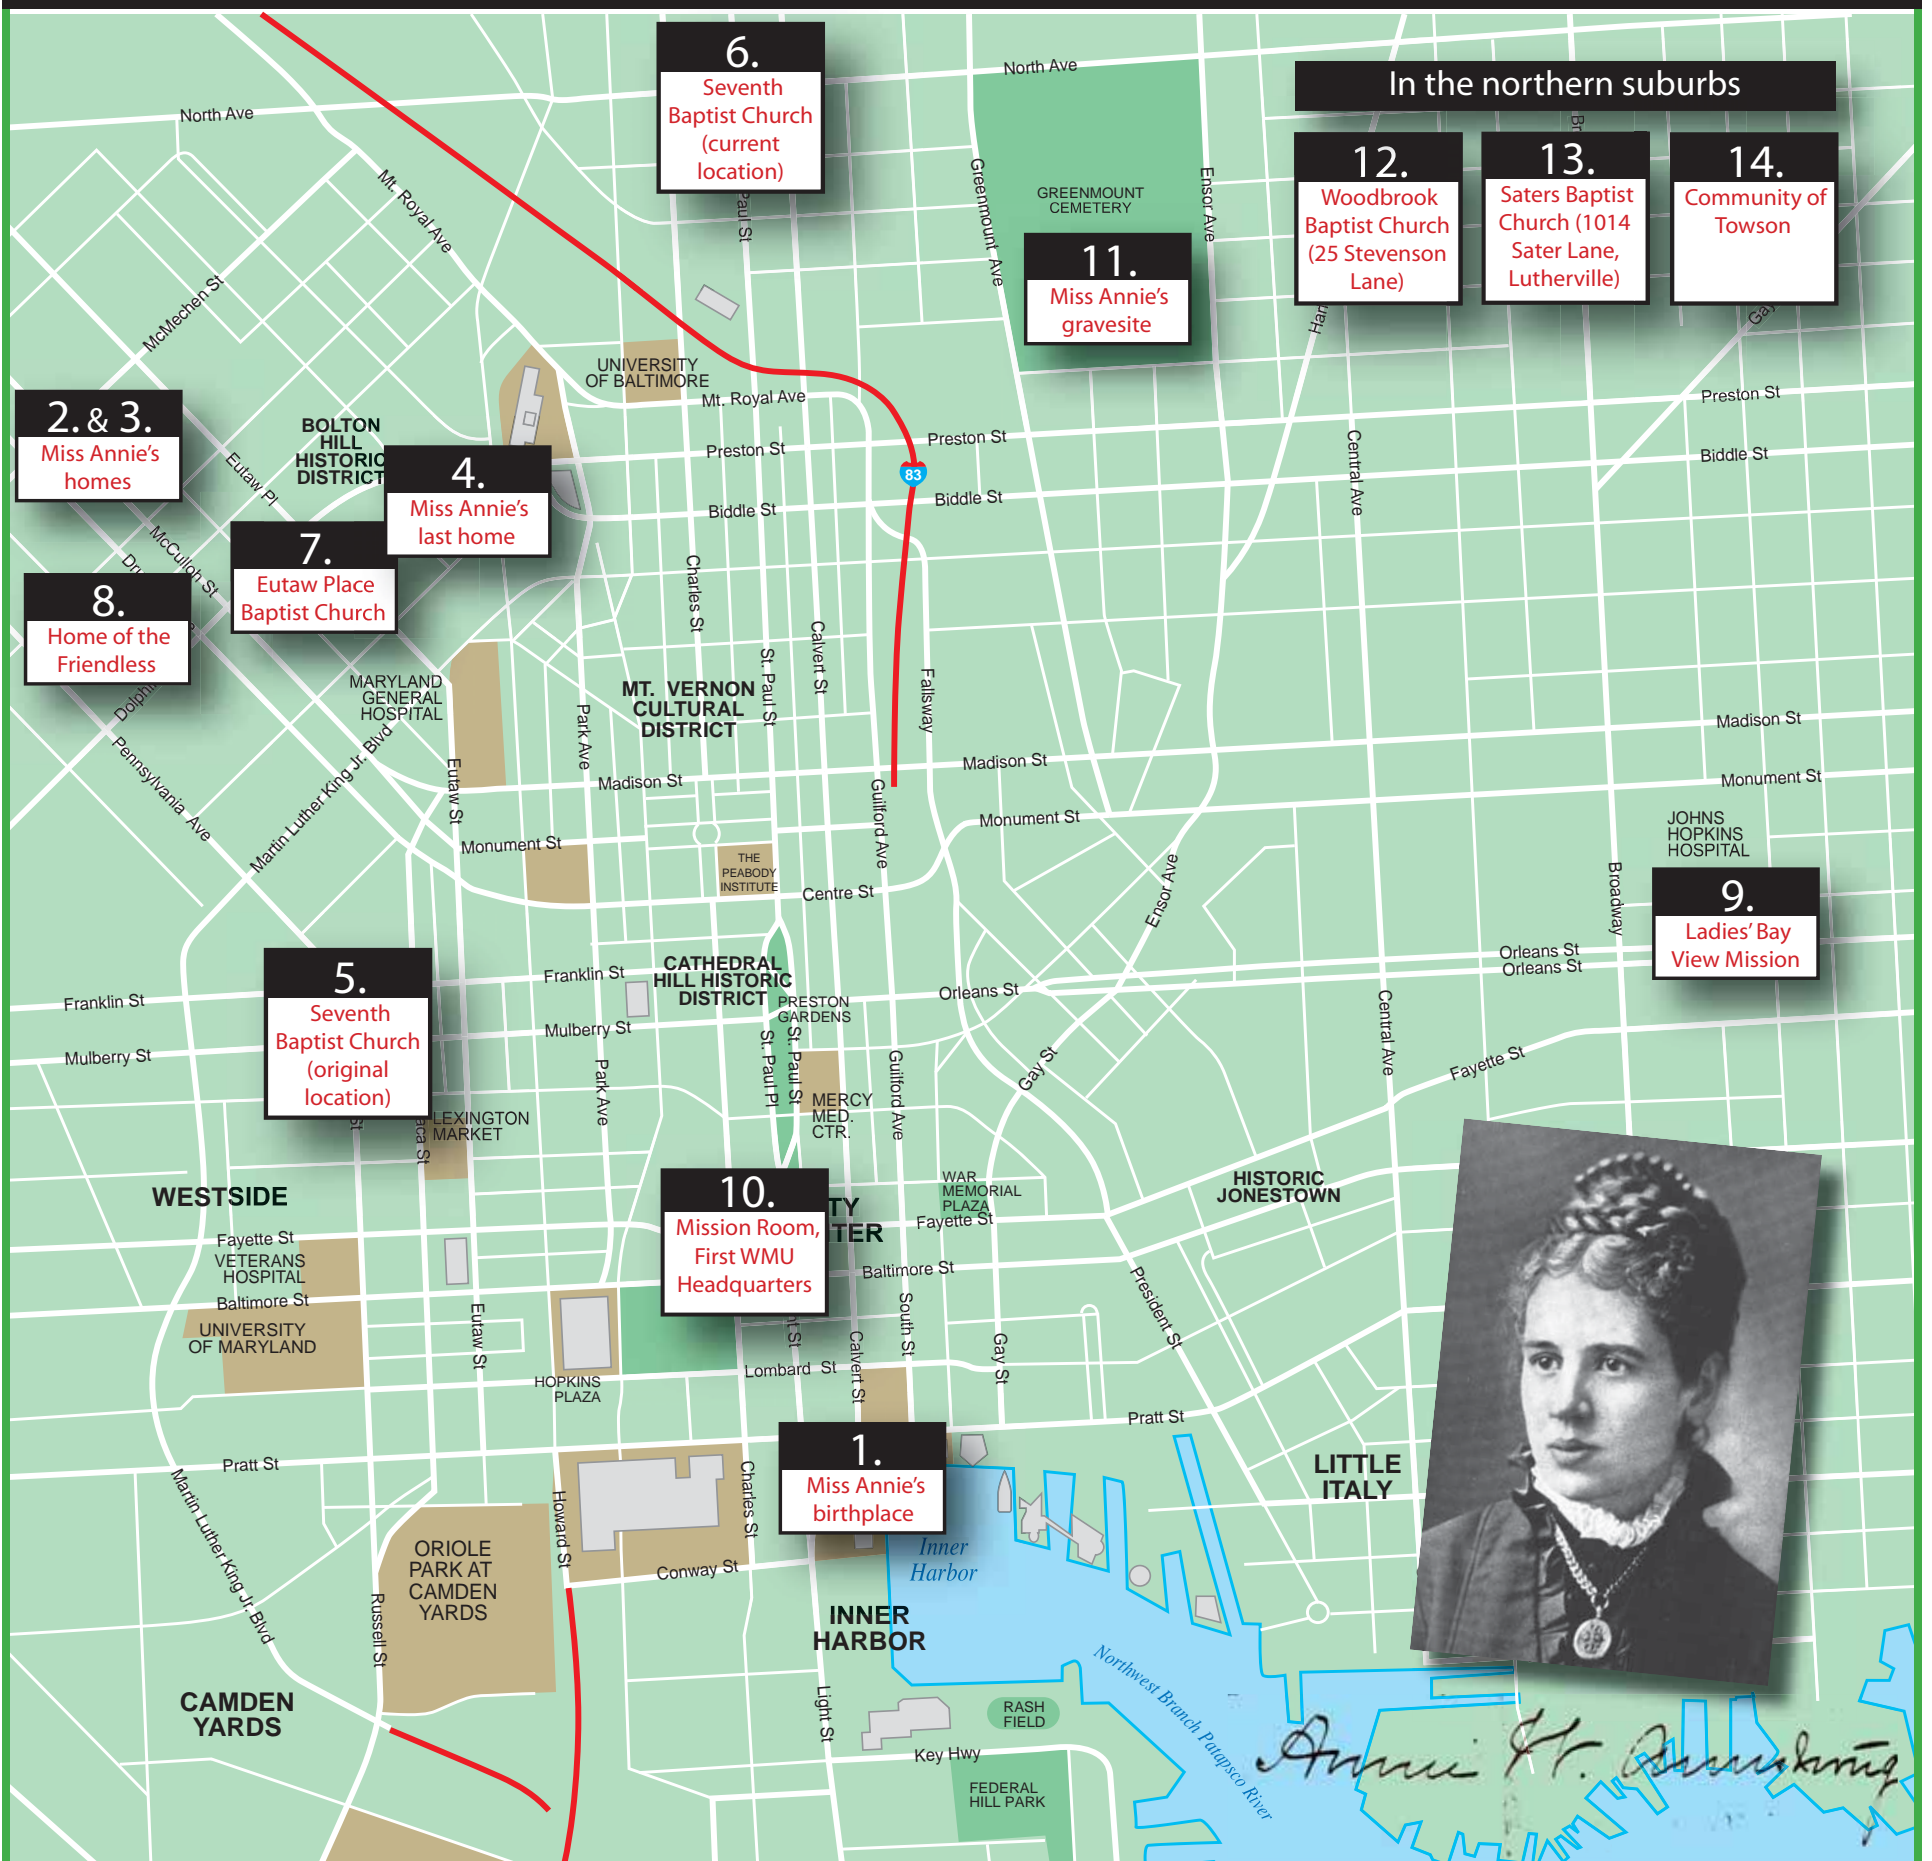 6.
Seventh
Baptist Church
(current
location)
In the northern suburbs
12.
Woodbrook
Baptist Church
(25 Stevenson
Lane)
13.
Saters Baptist
Church (1014
Sater Lane,
Lutherville)
14.
Community of
Towson
North Ave
North Ave
Mt. Royal Ave
Paul St
Greenmount Ave
GREENMOUNT
CEMETERY
Ensor Ave
11.
Miss Annie's
gravesite
McMechen St
UNIVERSITY
OF BALTIMORE
Mt. Royal Ave
2. & 3.
Miss Annie's
homes
BOLTON
HILL
HISTORIC
DISTRICT
Eutaw Pl
4.
Miss Annie's
last home
Preston St
Preston St
Preston St
83
Biddle St
Biddle St
Biddle St
Central Ave
McCulloh St
7.
Eutaw Place
Baptist Church
8.
Home of the
Friendless
Charles St
St. Paul St
Calvert St
Fallsway
MARYLAND
GENERAL
HOSPITAL
MT. VERNON
CULTURAL
DISTRICT
Park Ave
Pennsylvania Ave
Martin Luther King Jr. Blvd
Eutaw St
Madison St
Madison St
Madison St
Monument St
Monument St
Monument St
Guilford Ave
JOHNS
HOPKINS
HOSPITAL
THE
PEABODY
INSTITUTE
Centre St
Ensor Ave
Broadway
9.
Ladies' Bay
View Mission
5.
Seventh
Baptist Church
(original
location)
Franklin St
Franklin St
CATHEDRAL
HILL HISTORIC
DISTRICT
PRESTON
GARDENS
Orleans St
Orleans St
Orleans St
Mulberry St
Mulberry St
Park Ave
St. Paul Pl
St. Paul St
Guilford Ave
Gay St
Central Ave
Fayette St
LEXINGTON
MARKET
MERCY
MED.
CTR.
WESTSIDE
10.
Mission Room,
First WMU
Headquarters
WAR
MEMORIAL
PLAZA
HISTORIC
JONESTOWN
Fayette St
Fayette St
VETERANS
HOSPITAL
Baltimore St
Baltimore St
UNIVERSITY
OF MARYLAND
Eutaw St
South St
Calvert St
Gay St
President St
HOPKINS
PLAZA
Lombard St
Pratt St
Pratt St
1.
Miss Annie's
birthplace
LITTLE
ITALY
Martin Luther King Jr. Blvd
Howard St
Charles St
Conway St
ORIOLE
PARK AT
CAMDEN
YARDS
Inner
Harbor
INNER
HARBOR
Russell St
CAMDEN
YARDS
Light St
RASH
FIELD
Key Hwy
FEDERAL
HILL PARK
Northwest Branch Patapsco River
Annie W. Armstrong